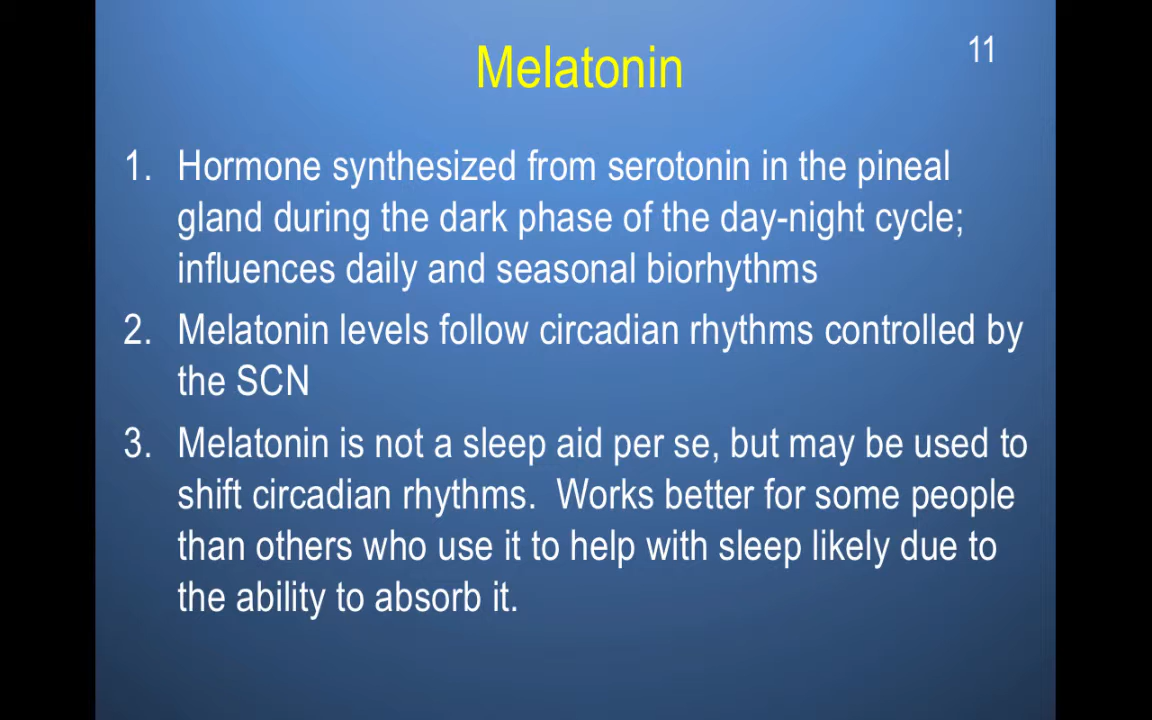 Melatonin
11
1. Hormone synthesized from serotonin in the pineal
gland during the dark phase of the day-night cycle;
influences daily and seasonal biorhythms
2. Melatonin levels follow circadian rhythms controlled by
the SCN
3. Melatonin is not a sleep aid per se, but may be used to
shift circadian rhythms.  Works better for some people
than others who use it to help with sleep likely due to
the ability to absorb it.